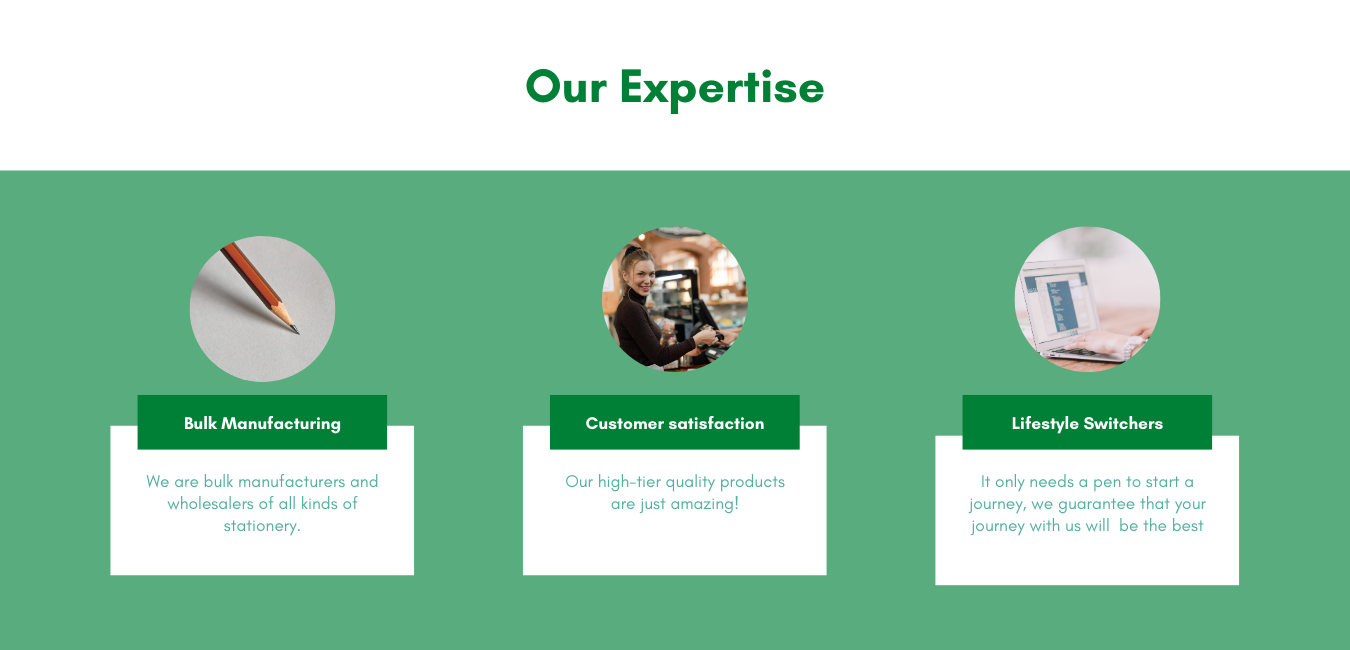 Our Expertise
Bulk Manufacturing
We are bulk manufacturers and
wholesalers of all kinds of
stationery.
Customer satisfaction
Our high-tier quality products
are just amazing!
Lifestyle Switchers
It only needs a pen to start a
journey, we guarantee that your
journey with us will  be the best